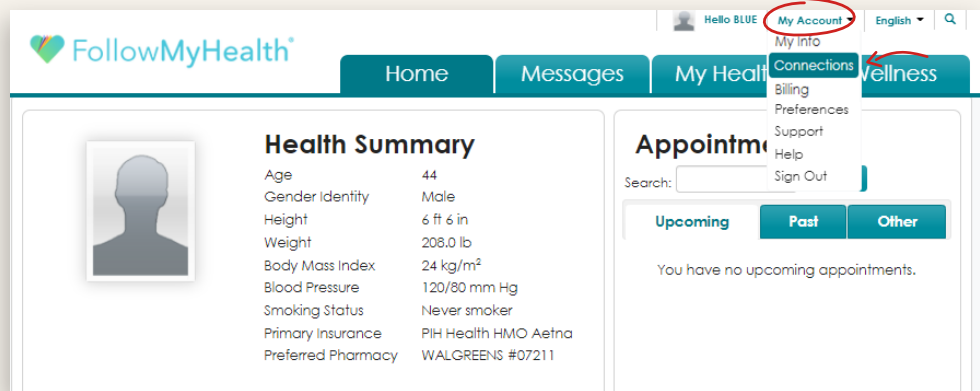 Hello BLUE My Account English
FollowMyHealth®
Home Messages My Healt Wellness
My Info
Connections
Billing
Preferences
Support
Help
Sign Out
Health Summary
Age 44
Gender Identity Male
Height 6 ft 6 in
Weight 208.0 lb
Body Mass Index 24 kg/m²
Blood Pressure 120/80 mm Hg
Smoking Status Never smoker
Primary Insurance PIH Health HMO Aetna
Preferred Pharmacy WALGREENS #07211
Appointme
Search:
Upcoming Past Other
You have no upcoming appointments.